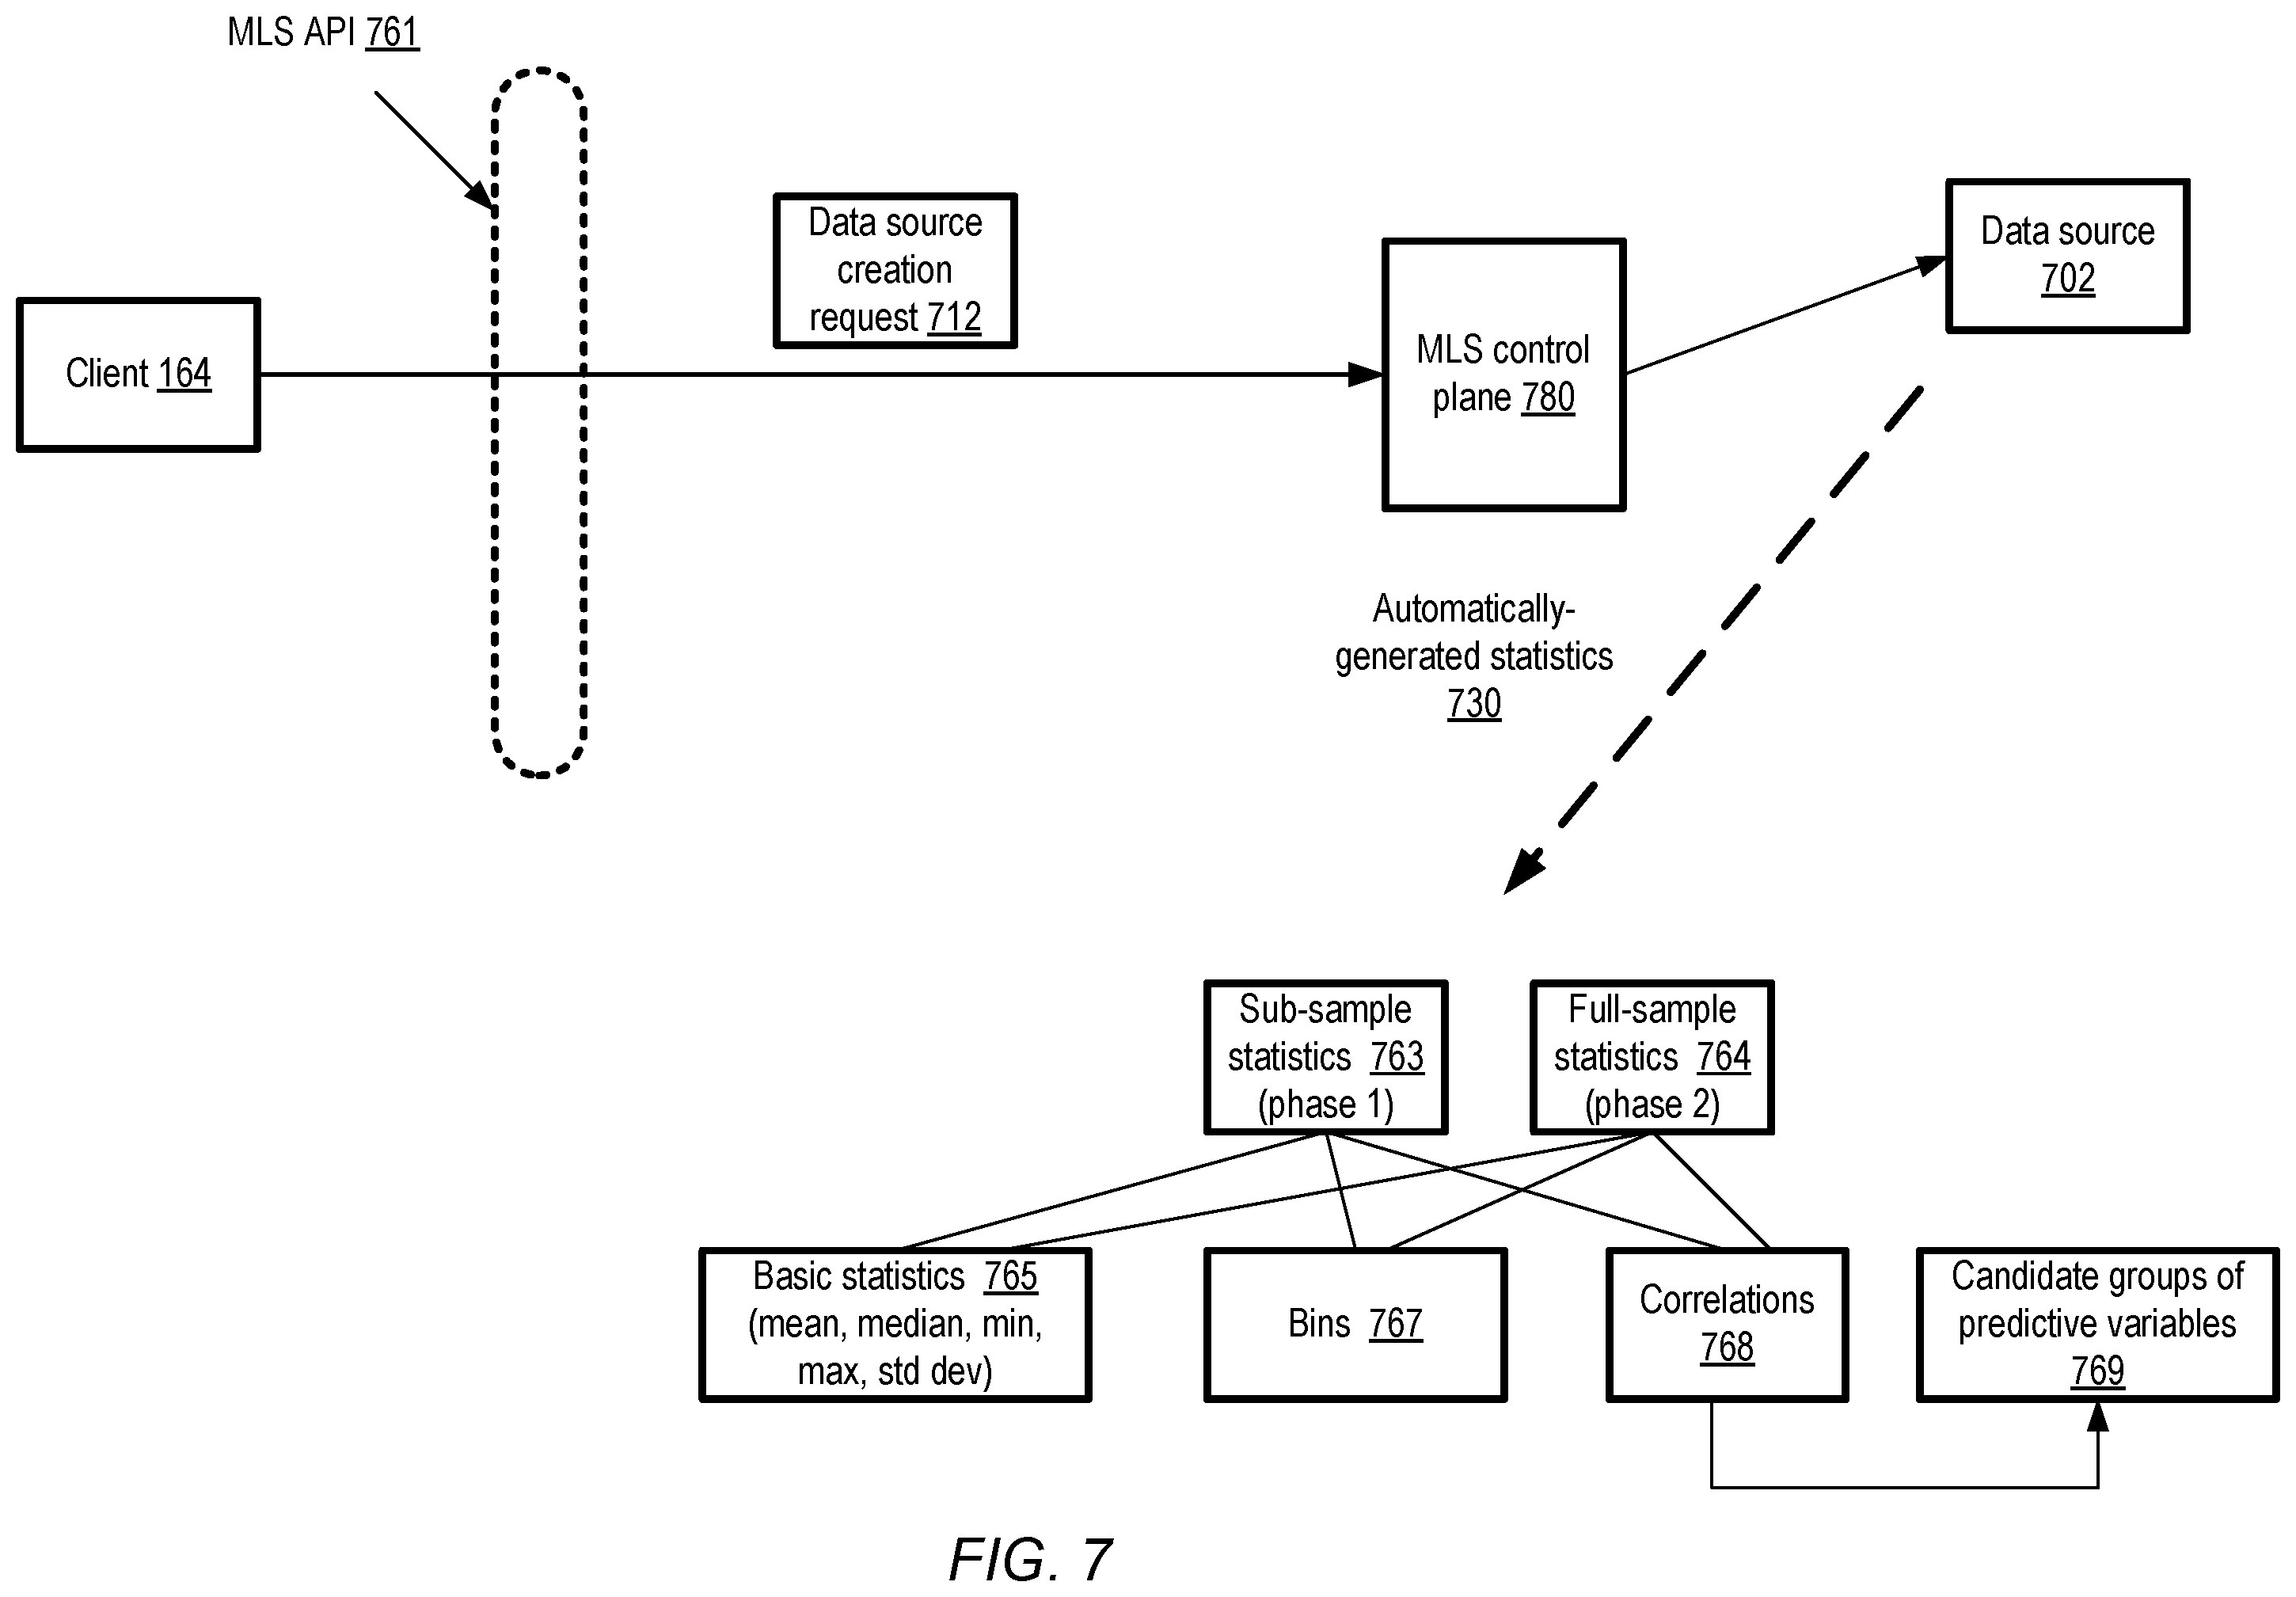 MLS API 761
Data source
creation
request 712
Data source
702
Client 164
MLS control
plane 780
Automatically-
generated statistics
730
Sub-sample
statistics 763
(phase 1)
Full-sample
statistics 764
(phase 2)
Basic statistics 765
(mean, median, min,
max, std dev)
Bins 767
Correlations
768
Candidate groups of
predictive variables
769
FIG. 7